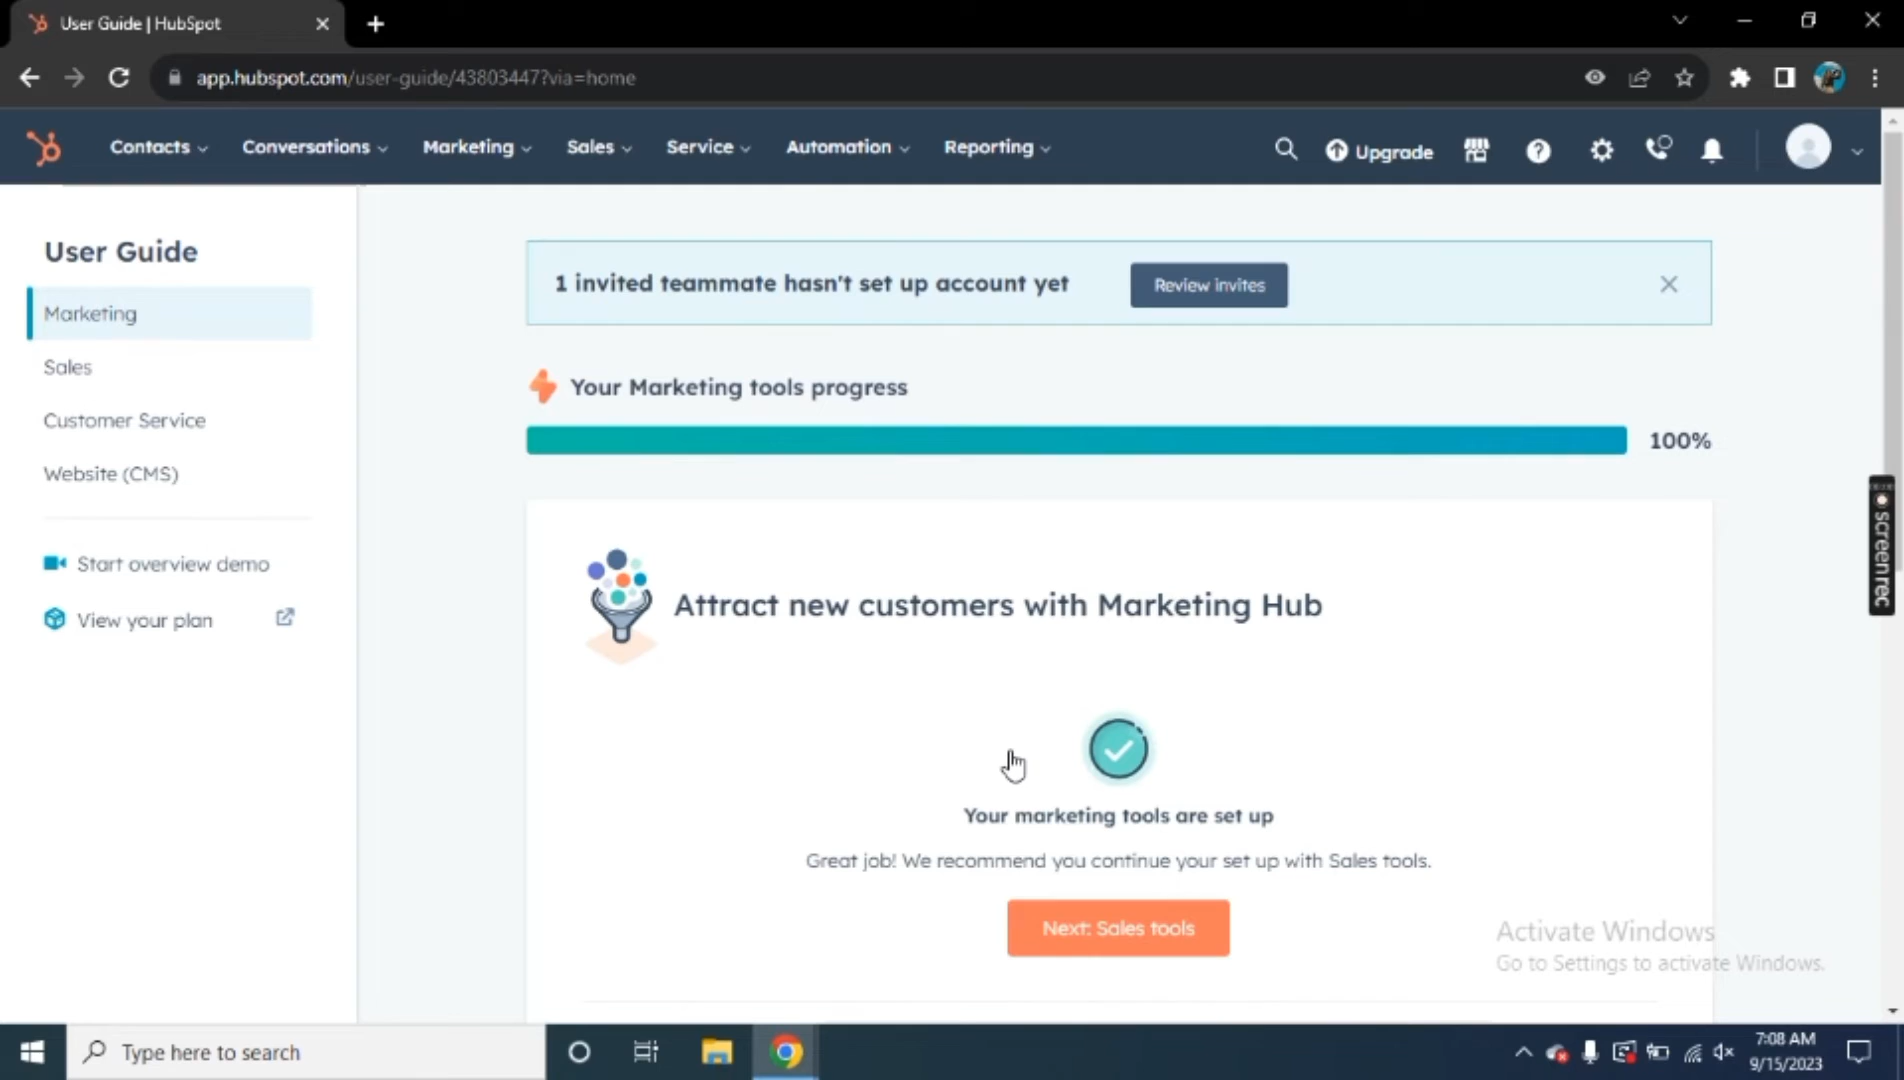 User Guide | HubSpot
app.hubspot.com/user-guide/43803447?via=home
Contacts
Conversations
Marketing
Sales
Service
Automation
Reporting
Upgrade
User Guide
Marketing
Sales
Customer Service
Website (CMS)
Start overview demo
View your plan
1 invited teammate hasn't set up account yet
Review invites
Your Marketing tools progress
100%
Attract new customers with Marketing Hub
Your marketing tools are set up
Great job! We recommend you continue your set up with Sales tools.
Next: Sales tools
screenrec
Activate Windows
Go to Settings to activate Windows.
Type here to search
7:08 AM
9/15/2023